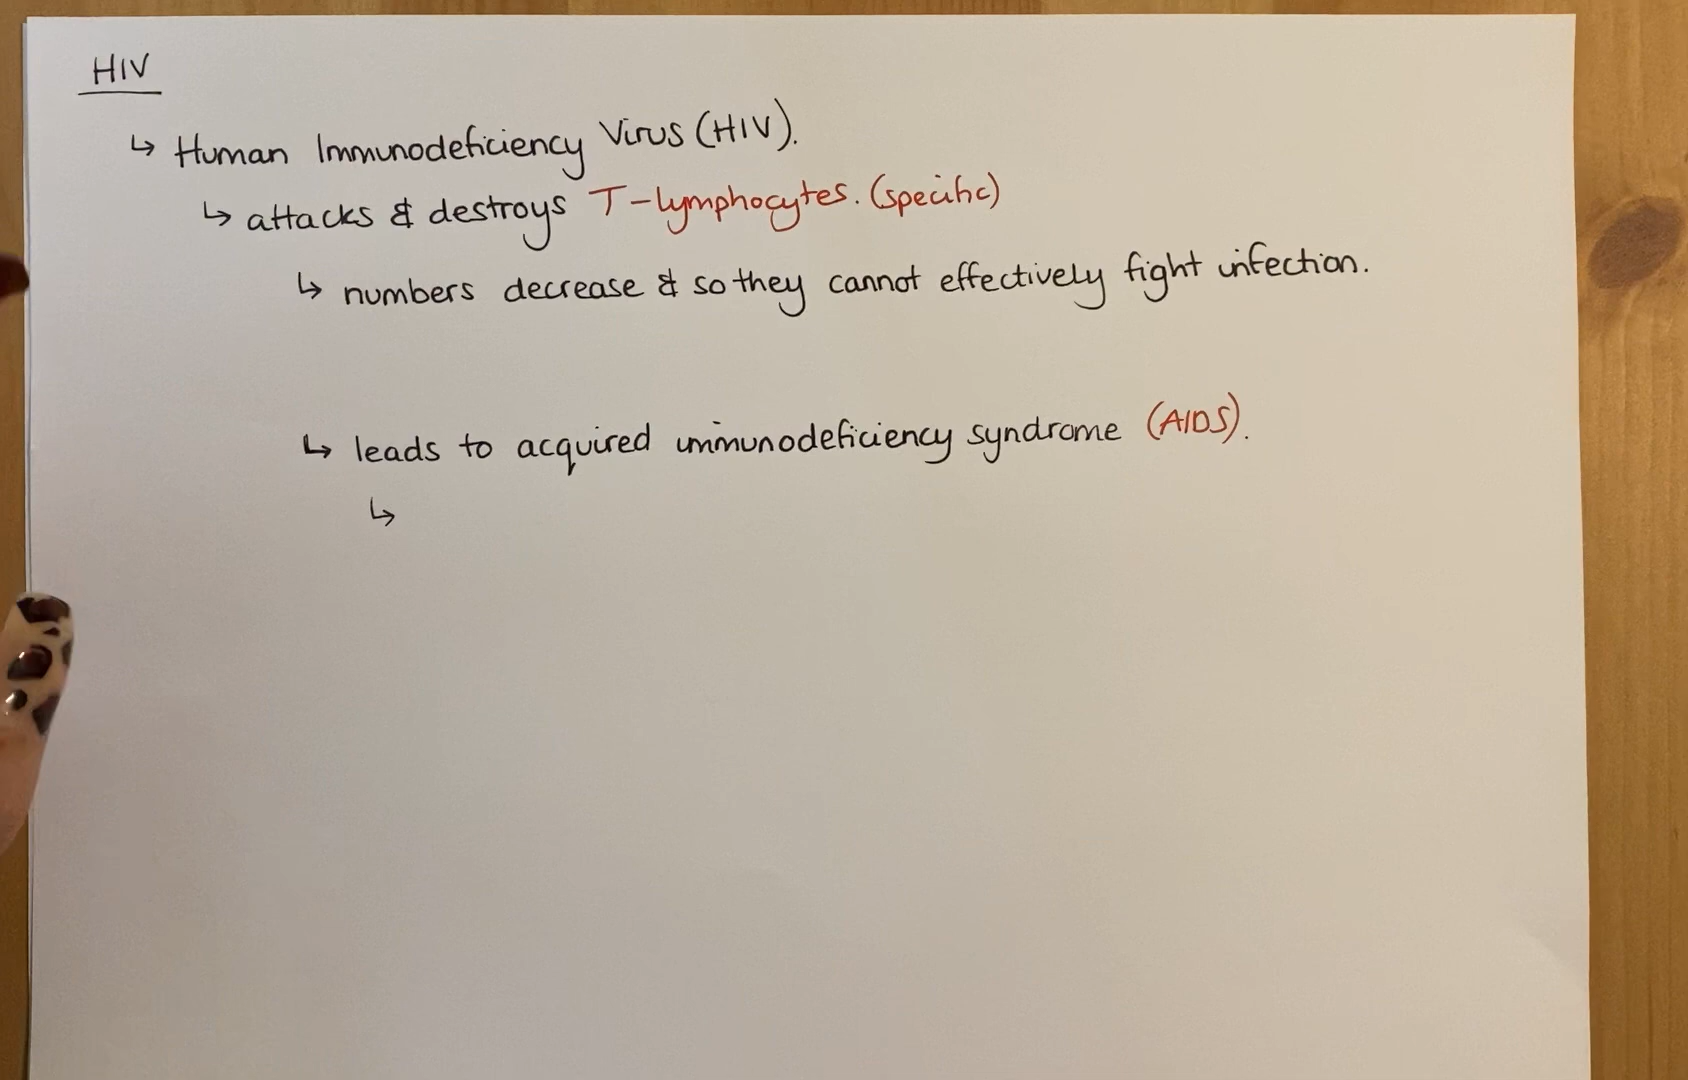 HIV
↳ Human Immunodeficiency Virus (HIV).
↳ attacks & destroys T-lymphocytes. (specific)
↳ numbers decrease & so they cannot effectively fight infection.
↳ leads to acquired immunodeficiency syndrome (AIDS).
↳